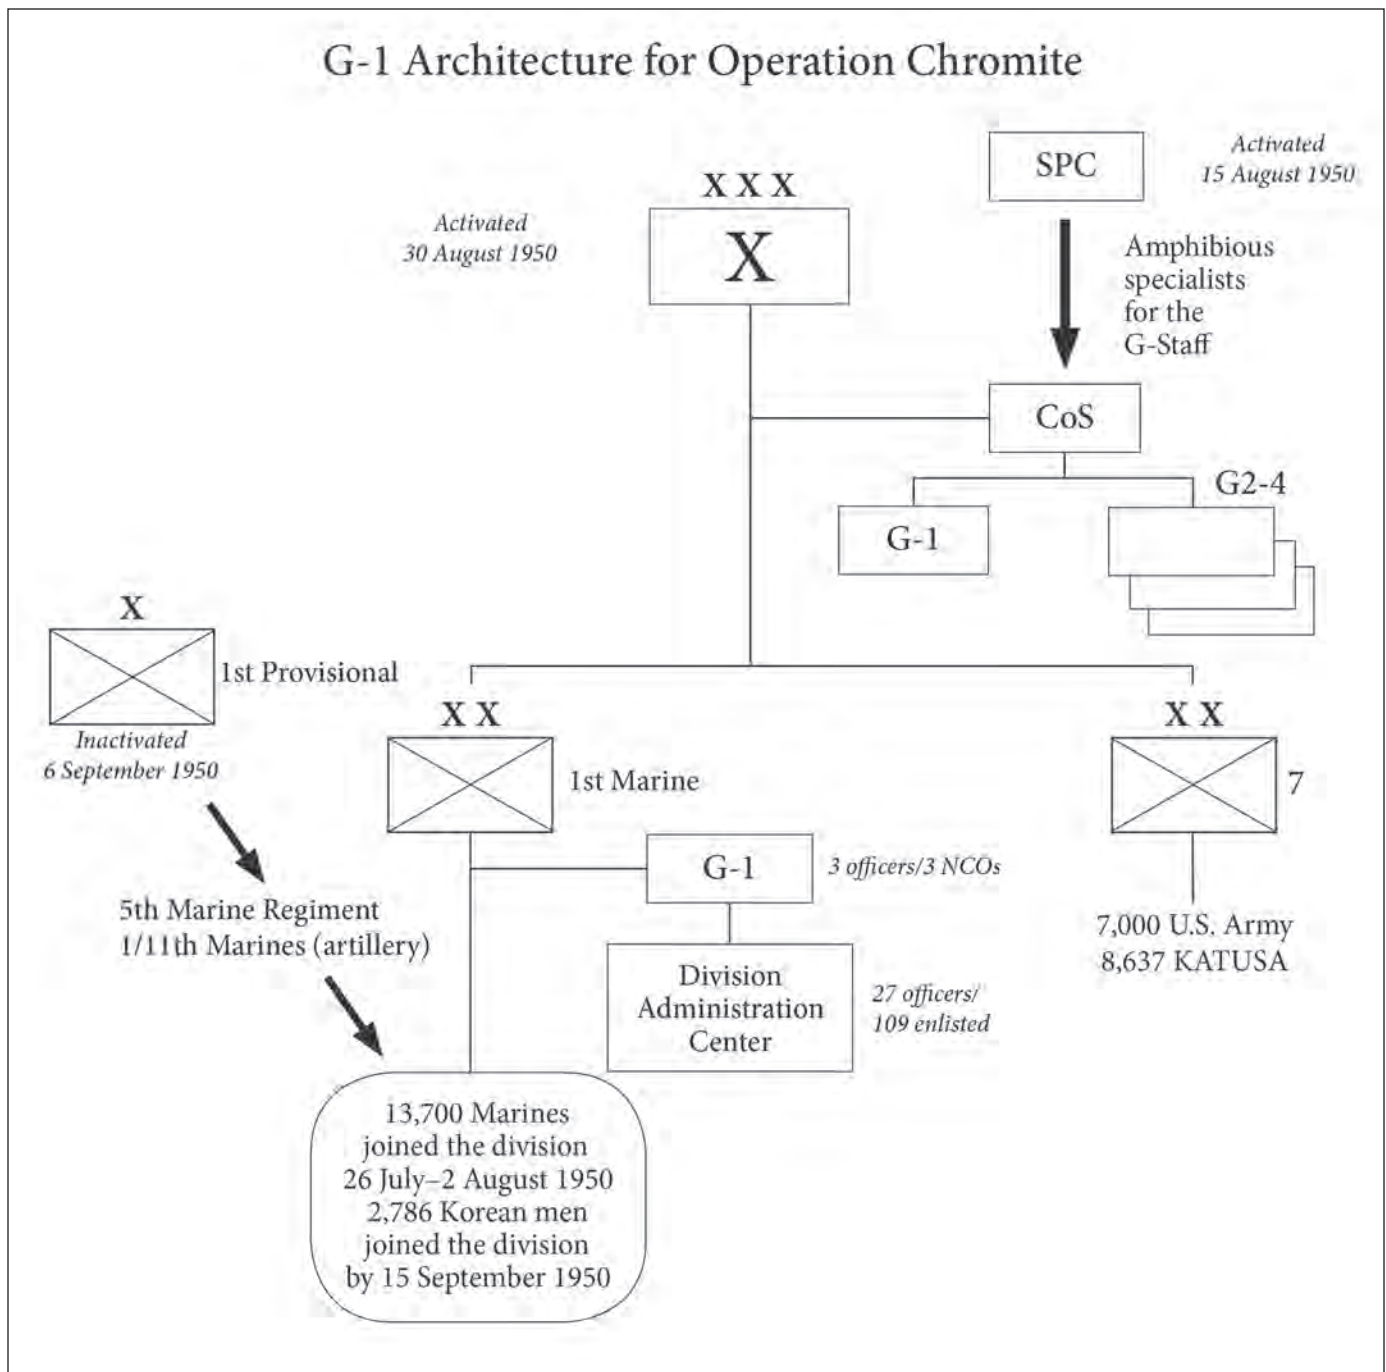 G-1 Architecture for Operation Chromite
SPC
Activated
15 August 1950
X X X
X
Activated
30 August 1950
Amphibious
specialists
for the
G-Staff
CoS
G2-4
G-1
X
1st Provisional
Inactivated
6 September 1950
X X
1st Marine
X X
7
G-1
3 officers/3 NCOs
5th Marine Regiment
1/11th Marines (artillery)
7,000 U.S. Army
8,637 KATUSA
Division
Administration
Center
27 officers/
109 enlisted
13,700 Marines
joined the division
26 July–2 August 1950
2,786 Korean men
joined the division
by 15 September 1950